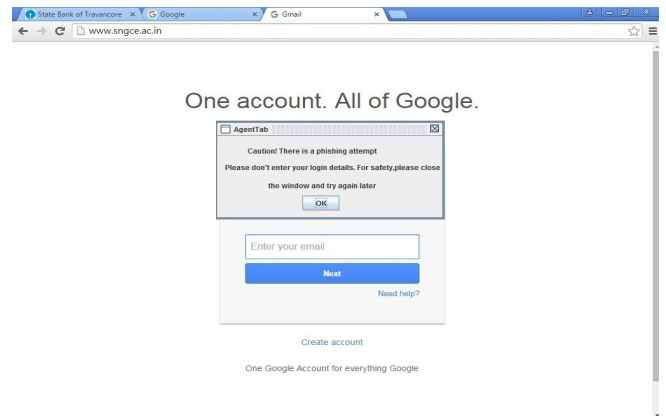 State Bank of Travancore
Google
Gmail
www.sngce.ac.in
One account. All of Google.
AgentTab
Caution! There is a phishing attempt
Please don't enter your login details. For safety,please close
the window and try again later
OK
Enter your email
Next
Need help?
Create account
One Google Account for everything Google